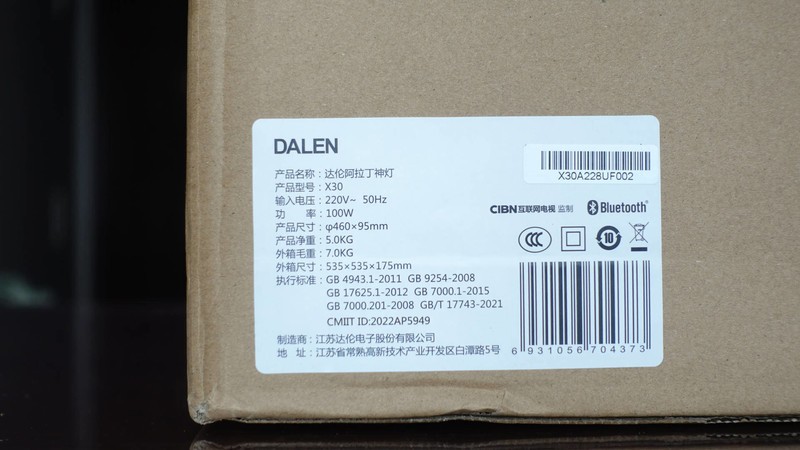 DALEN
产品名称：达伦阿拉丁神灯
产品型号：X30
输入电压：220V~ 50Hz
功 率：100W
产品尺寸：φ460×95mm
产品净重：5.0KG
外箱毛重：7.0KG
外箱尺寸：535×535×175mm
执行标准：GB 4943.1-2011 GB 9254-2008
GB 17625.1-2012 GB 7000.1-2015
GB 7000.201-2008 GB/T 17743-2021
CMIIT ID:2022AP5949
制造商：江苏达伦电子股份有限公司
地 址：江苏省常熟高新技术产业开发区白漳路5号
X30A228UF002
CIBN互联网电视 监制
Bluetooth®
CCC
10
6 931056 704373